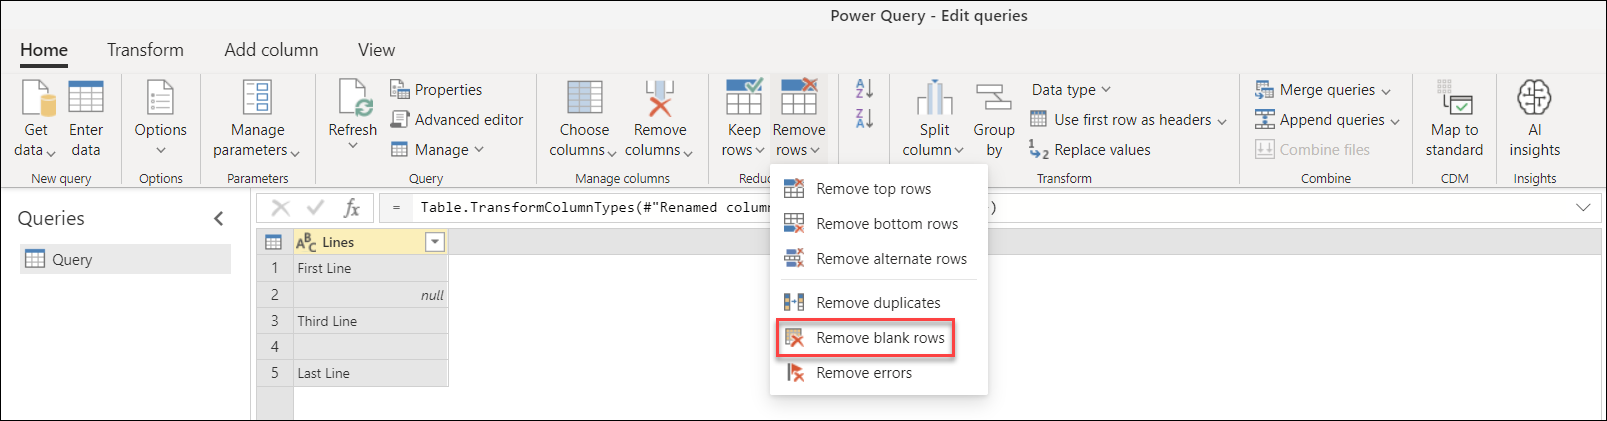 Power Query - Edit queries
Home Transform Add column View
Get data
Enter data
New query
Options
Options
Manage parameters
Parameters
Refresh
Properties
Advanced editor
Manage
Query
Choose columns
Remove columns
Manage columns
Keep rows
Remove rows
Reduc
A Z
Z A
Split column
Group by
Data type
Use first row as headers
1 2 Replace values
Transform
Merge queries
Append queries
Combine files
Combine
Map to standard
CDM
AI insights
Insights
Remove top rows
Remove bottom rows
Remove alternate rows
Remove duplicates
Remove blank rows
Remove errors
Queries
Query
fx = Table.TransformColumnTypes(#"Renamed colum )
ABC Lines
1 First Line
2 null
3 Third Line
4
5 Last Line